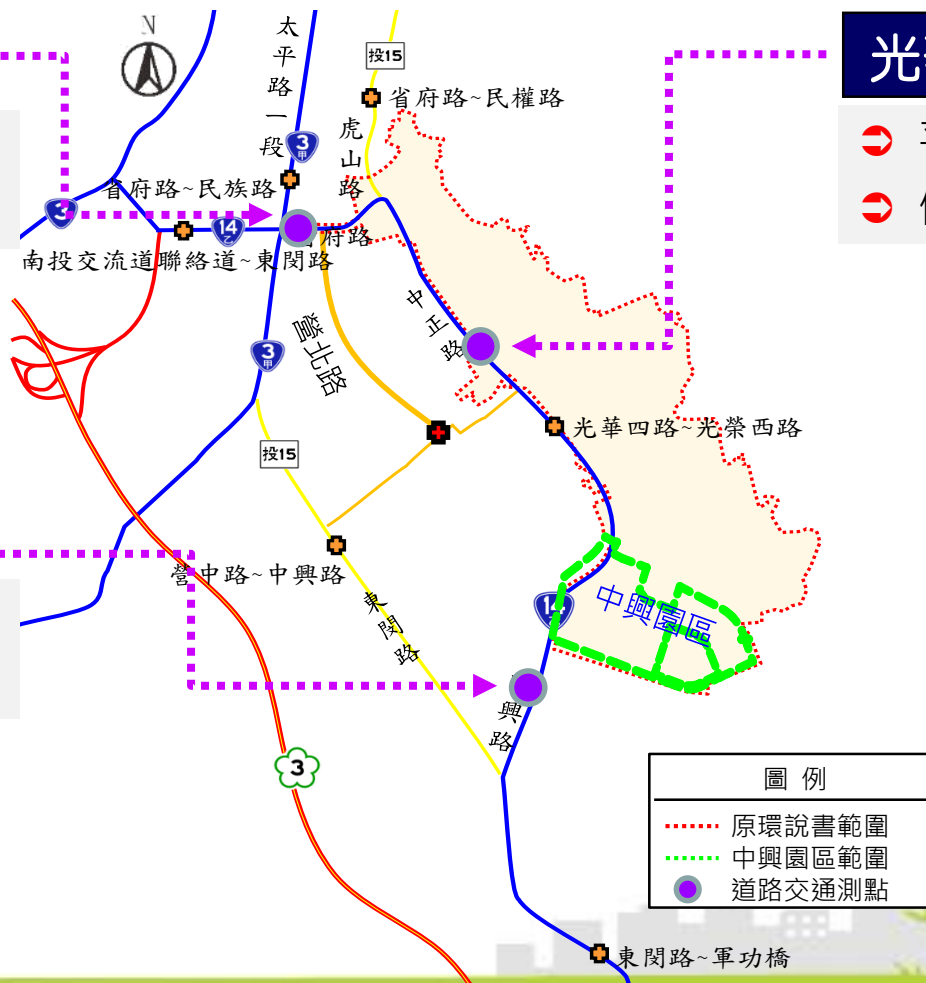 N
太平路一段
投15
省府路~民權路
虎山路
3甲
省府路~民族路
3
14乙
府路
南投交流道聯絡道~東閔路
中正路
營北路
3甲
光華四路~光榮西路
投15
營中路~中興路
東閔路
中興園區
興路
3
東閔路~軍功橋
圖例
原環說書範圍
中興園區範圍
道路交通測點